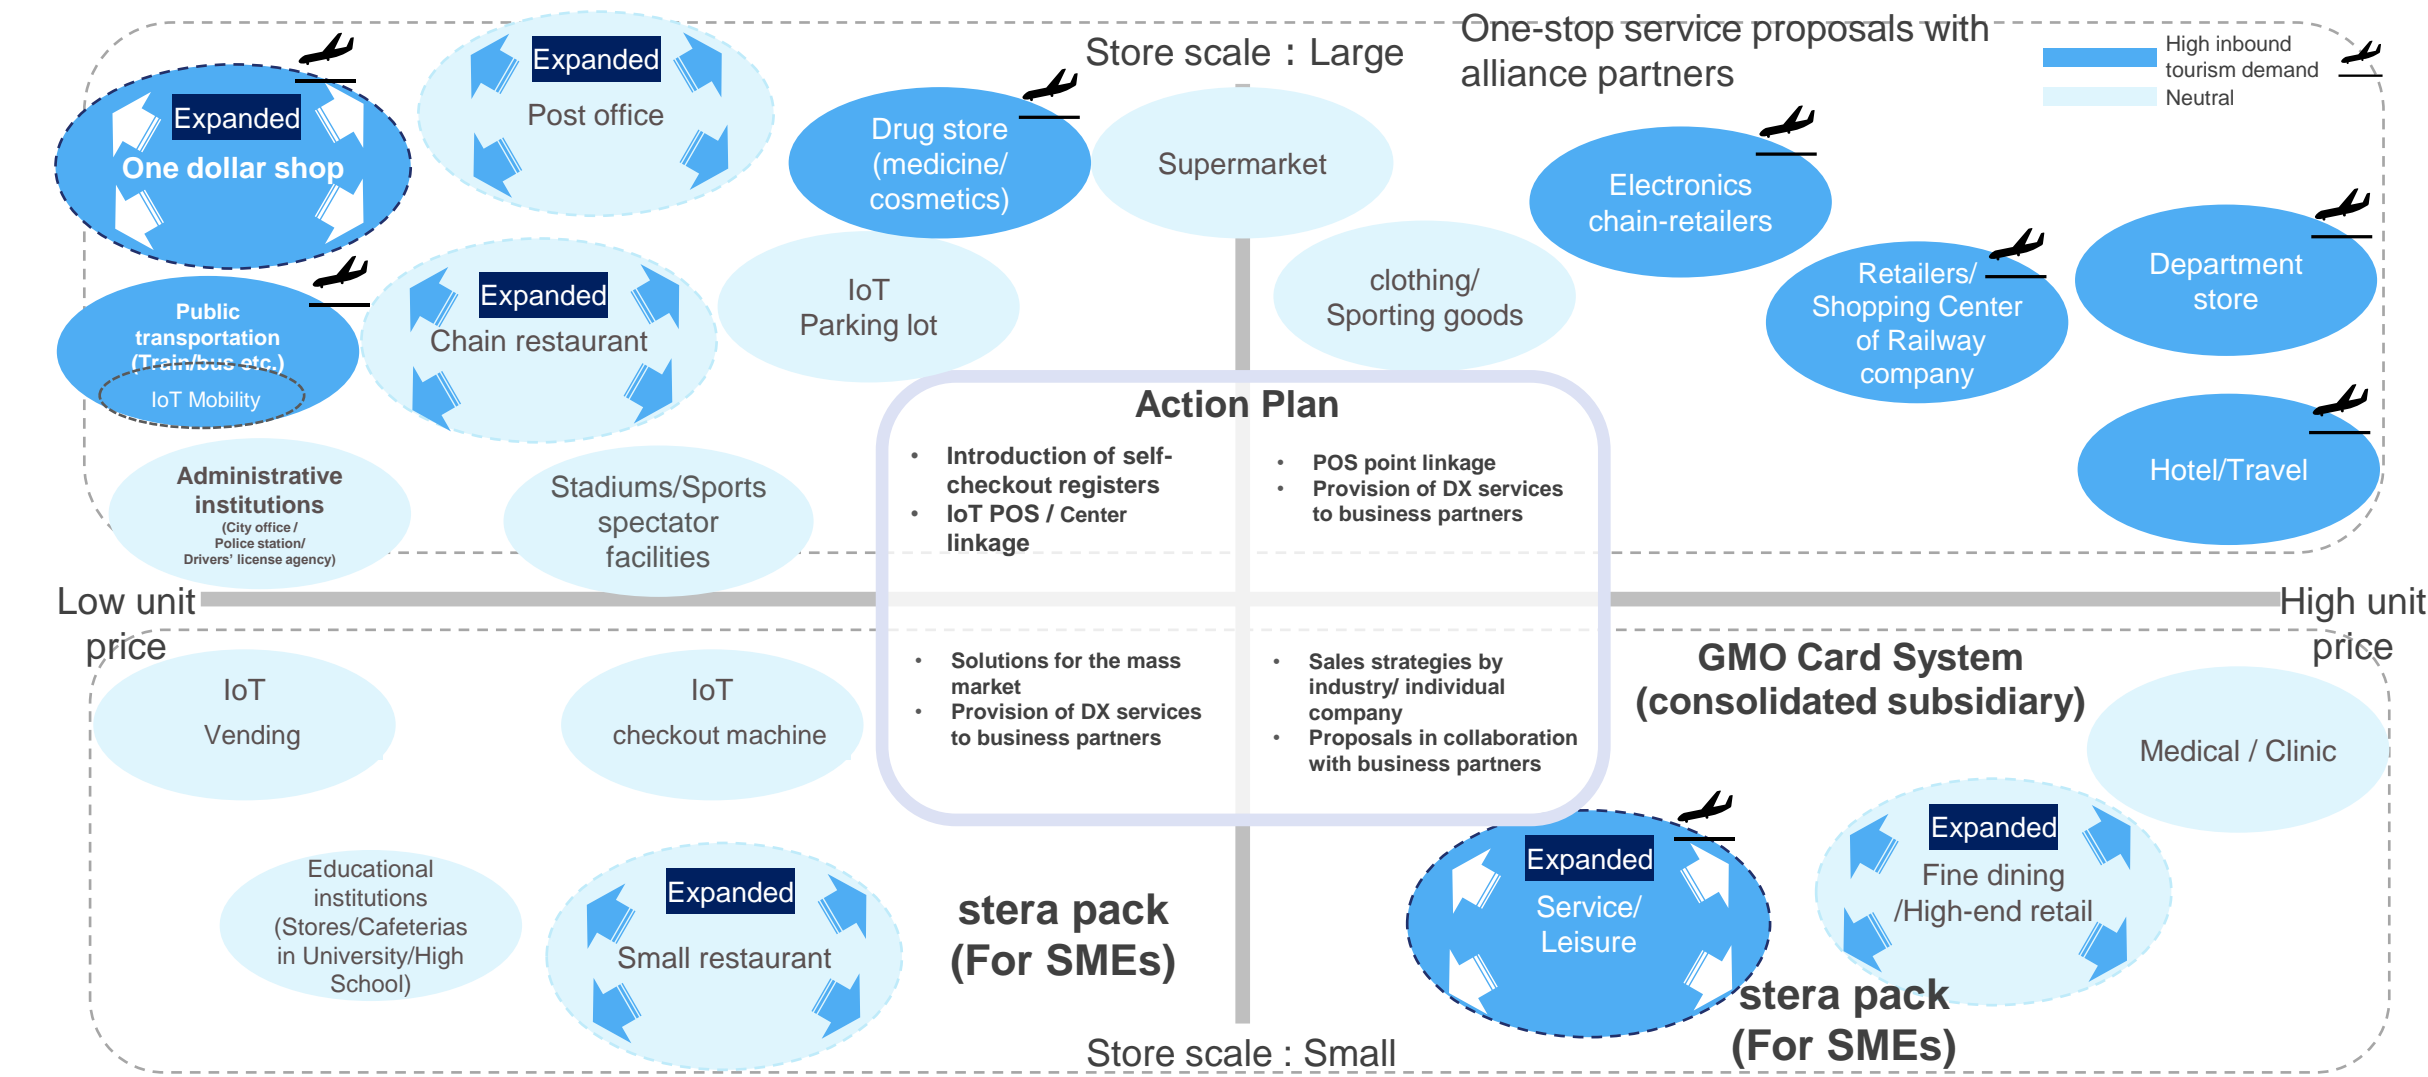 Store scale：Large
One-stop service proposals with
alliance partners
High inbound
tourism demand
Neutral
Expanded
One dollar shop
Expanded
Post office
Drug store
(medicine/
cosmetics)
Supermarket
Electronics
chain-retailers
Public
transportation
(Train/bus etc.)
IoT Mobility
Expanded
Chain restaurant
IoT
Parking lot
clothing/
Sporting goods
Retailers/
Shopping Center
of Railway
company
Department
store
Hotel/Travel
Administrative
institutions
(City office /
Police station/
Drivers' license agency)
Stadiums/Sports
spectator
facilities
Action Plan
• Introduction of self-
checkout registers
• IoT POS / Center
linkage
• POS point linkage
• Provision of DX services
to business partners
Low unit
price
High unit
price
• Solutions for the mass
market
• Provision of DX services
to business partners
• Sales strategies by
industry/ individual
company
• Proposals in collaboration
with business partners
IoT
Vending
IoT
checkout machine
GMO Card System
(consolidated subsidiary)
Medical / Clinic
Educational
institutions
(Stores/Cafeterias
in University/High
School)
Expanded
Small restaurant
stera pack
(For SMEs)
Expanded
Service/
Leisure
Expanded
Fine dining
/High-end retail
stera pack
(For SMEs)
Store scale : Small